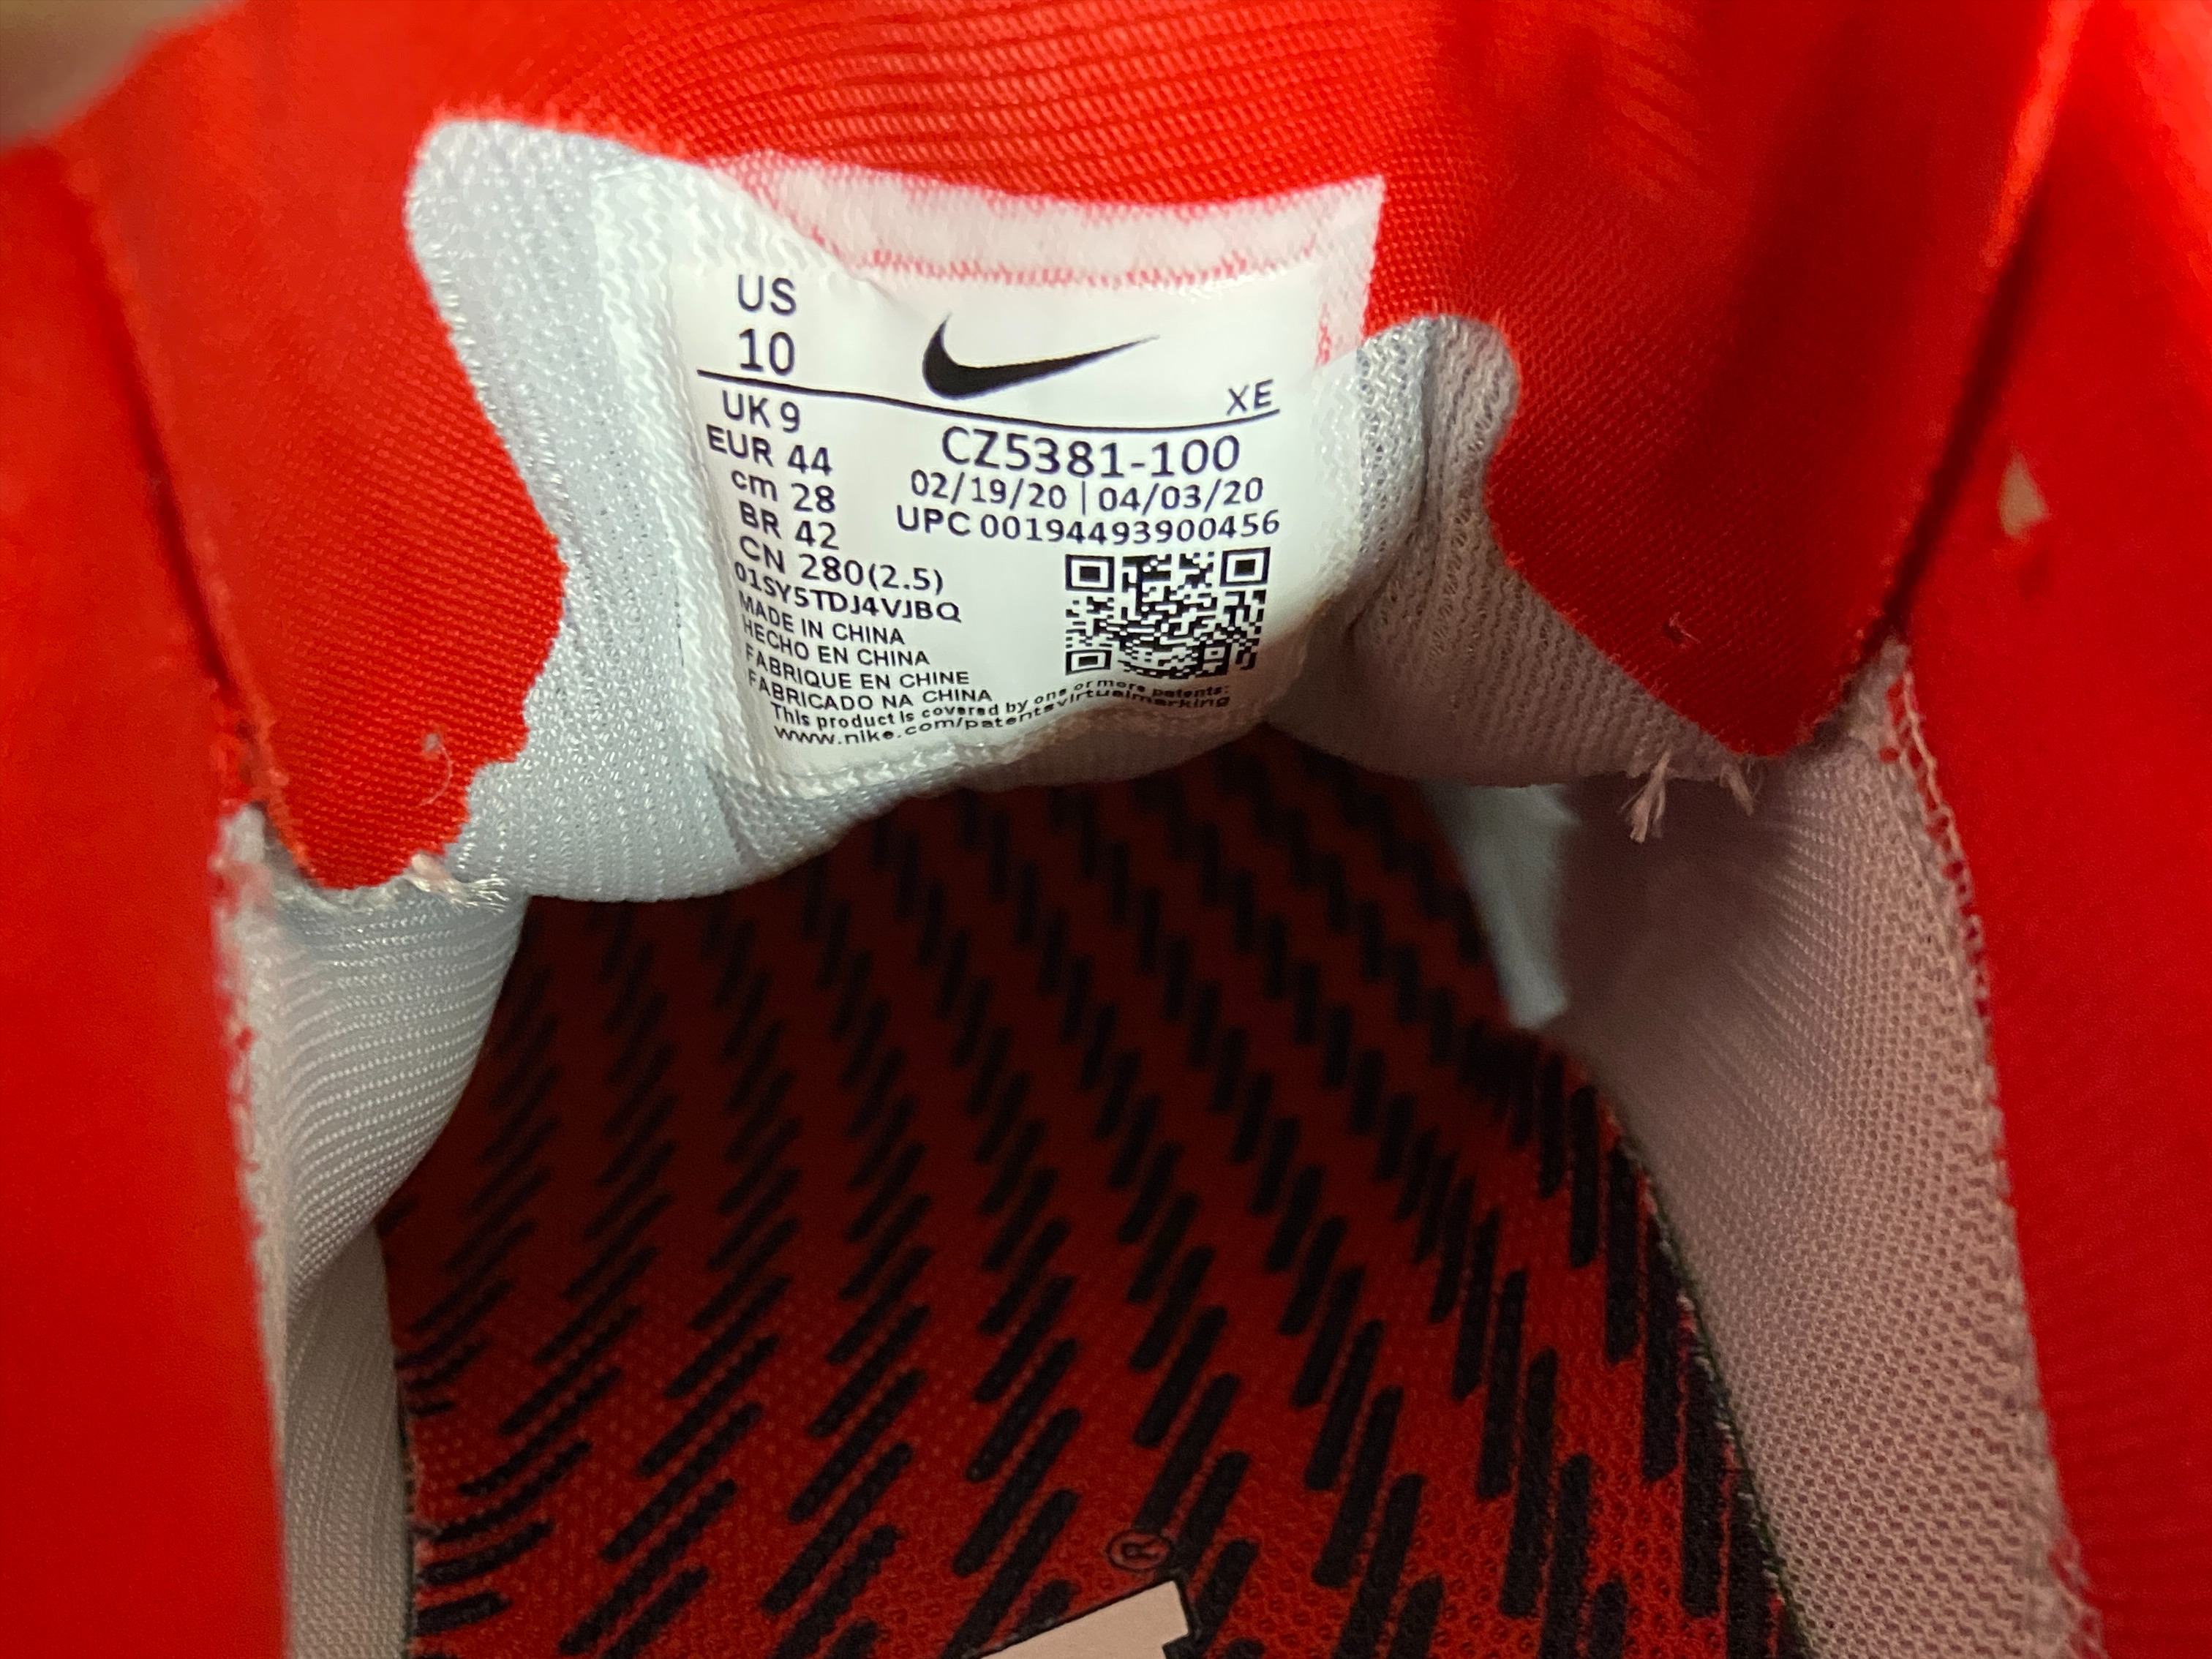 US
10
XE
UK 9
EUR 44
cm 28
BR 42
CN 280(2.5)
CZ5381-100
02/19/20 | 04/03/20
UPC 00194493900456
01SY5TDJ4VJBQ
MADE IN CHINA
HECHO EN CHINA
FABRIQUE EN CHINE
FABRICADO NA CHINA
This product is covered by one or more patents:
www.nike.com/patentsvirtualmarking
®